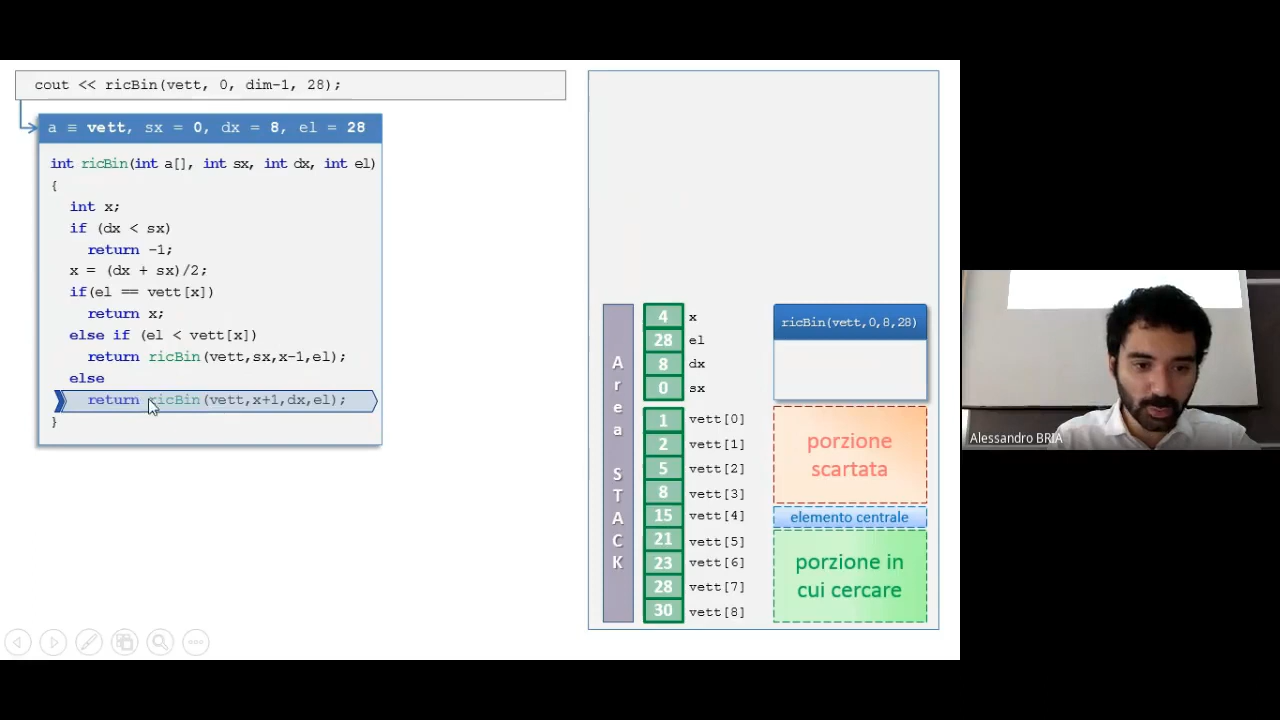 cout << ricBin(vett, 0, dim-1, 28);
a ≡ vett, sx = 0, dx = 8, el = 28
int ricBin(int a[], int sx, int dx, int el)
{
int x;
if (dx < sx)
return -1;
x = (dx + sx)/2;
if(el == vett[x])
return x;
else if (el < vett[x])
return ricBin(vett,sx,x-1,el);
else
return ricBin(vett,x+1,dx,el);
}
Area STACK
4 x
28 el
8 dx
0 sx
1 vett[0]
2 vett[1]
5 vett[2]
8 vett[3]
15 vett[4]
21 vett[5]
23 vett[6]
28 vett[7]
30 vett[8]
ricBin(vett,0,8,28)
porzione
scartata
elemento centrale
porzione in
cui cercare
Alessandro BRIA